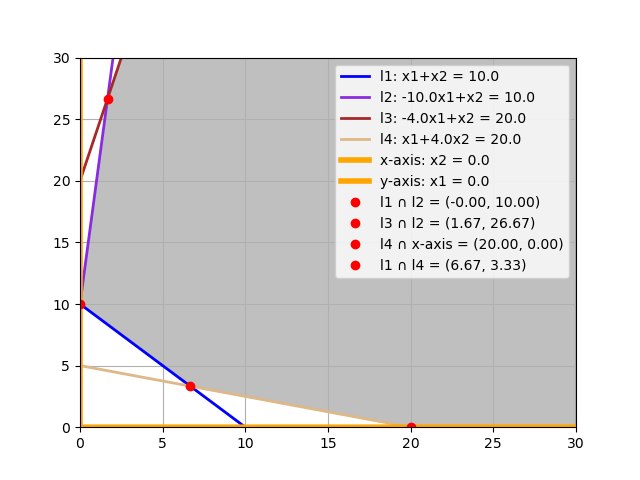 30
25
20
15
10
5
0
0
5
10
15
20
25
30
l1: x1+x2 = 10.0
l2: -10.0x1+x2 = 10.0
l3: -4.0x1+x2 = 20.0
l4: x1+4.0x2 = 20.0
x-axis: x2 = 0.0
y-axis: x1 = 0.0
l1 ∩ l2 = (-0.00, 10.00)
l3 ∩ l2 = (1.67, 26.67)
l4 ∩ x-axis = (20.00, 0.00)
l1 ∩ l4 = (6.67, 3.33)